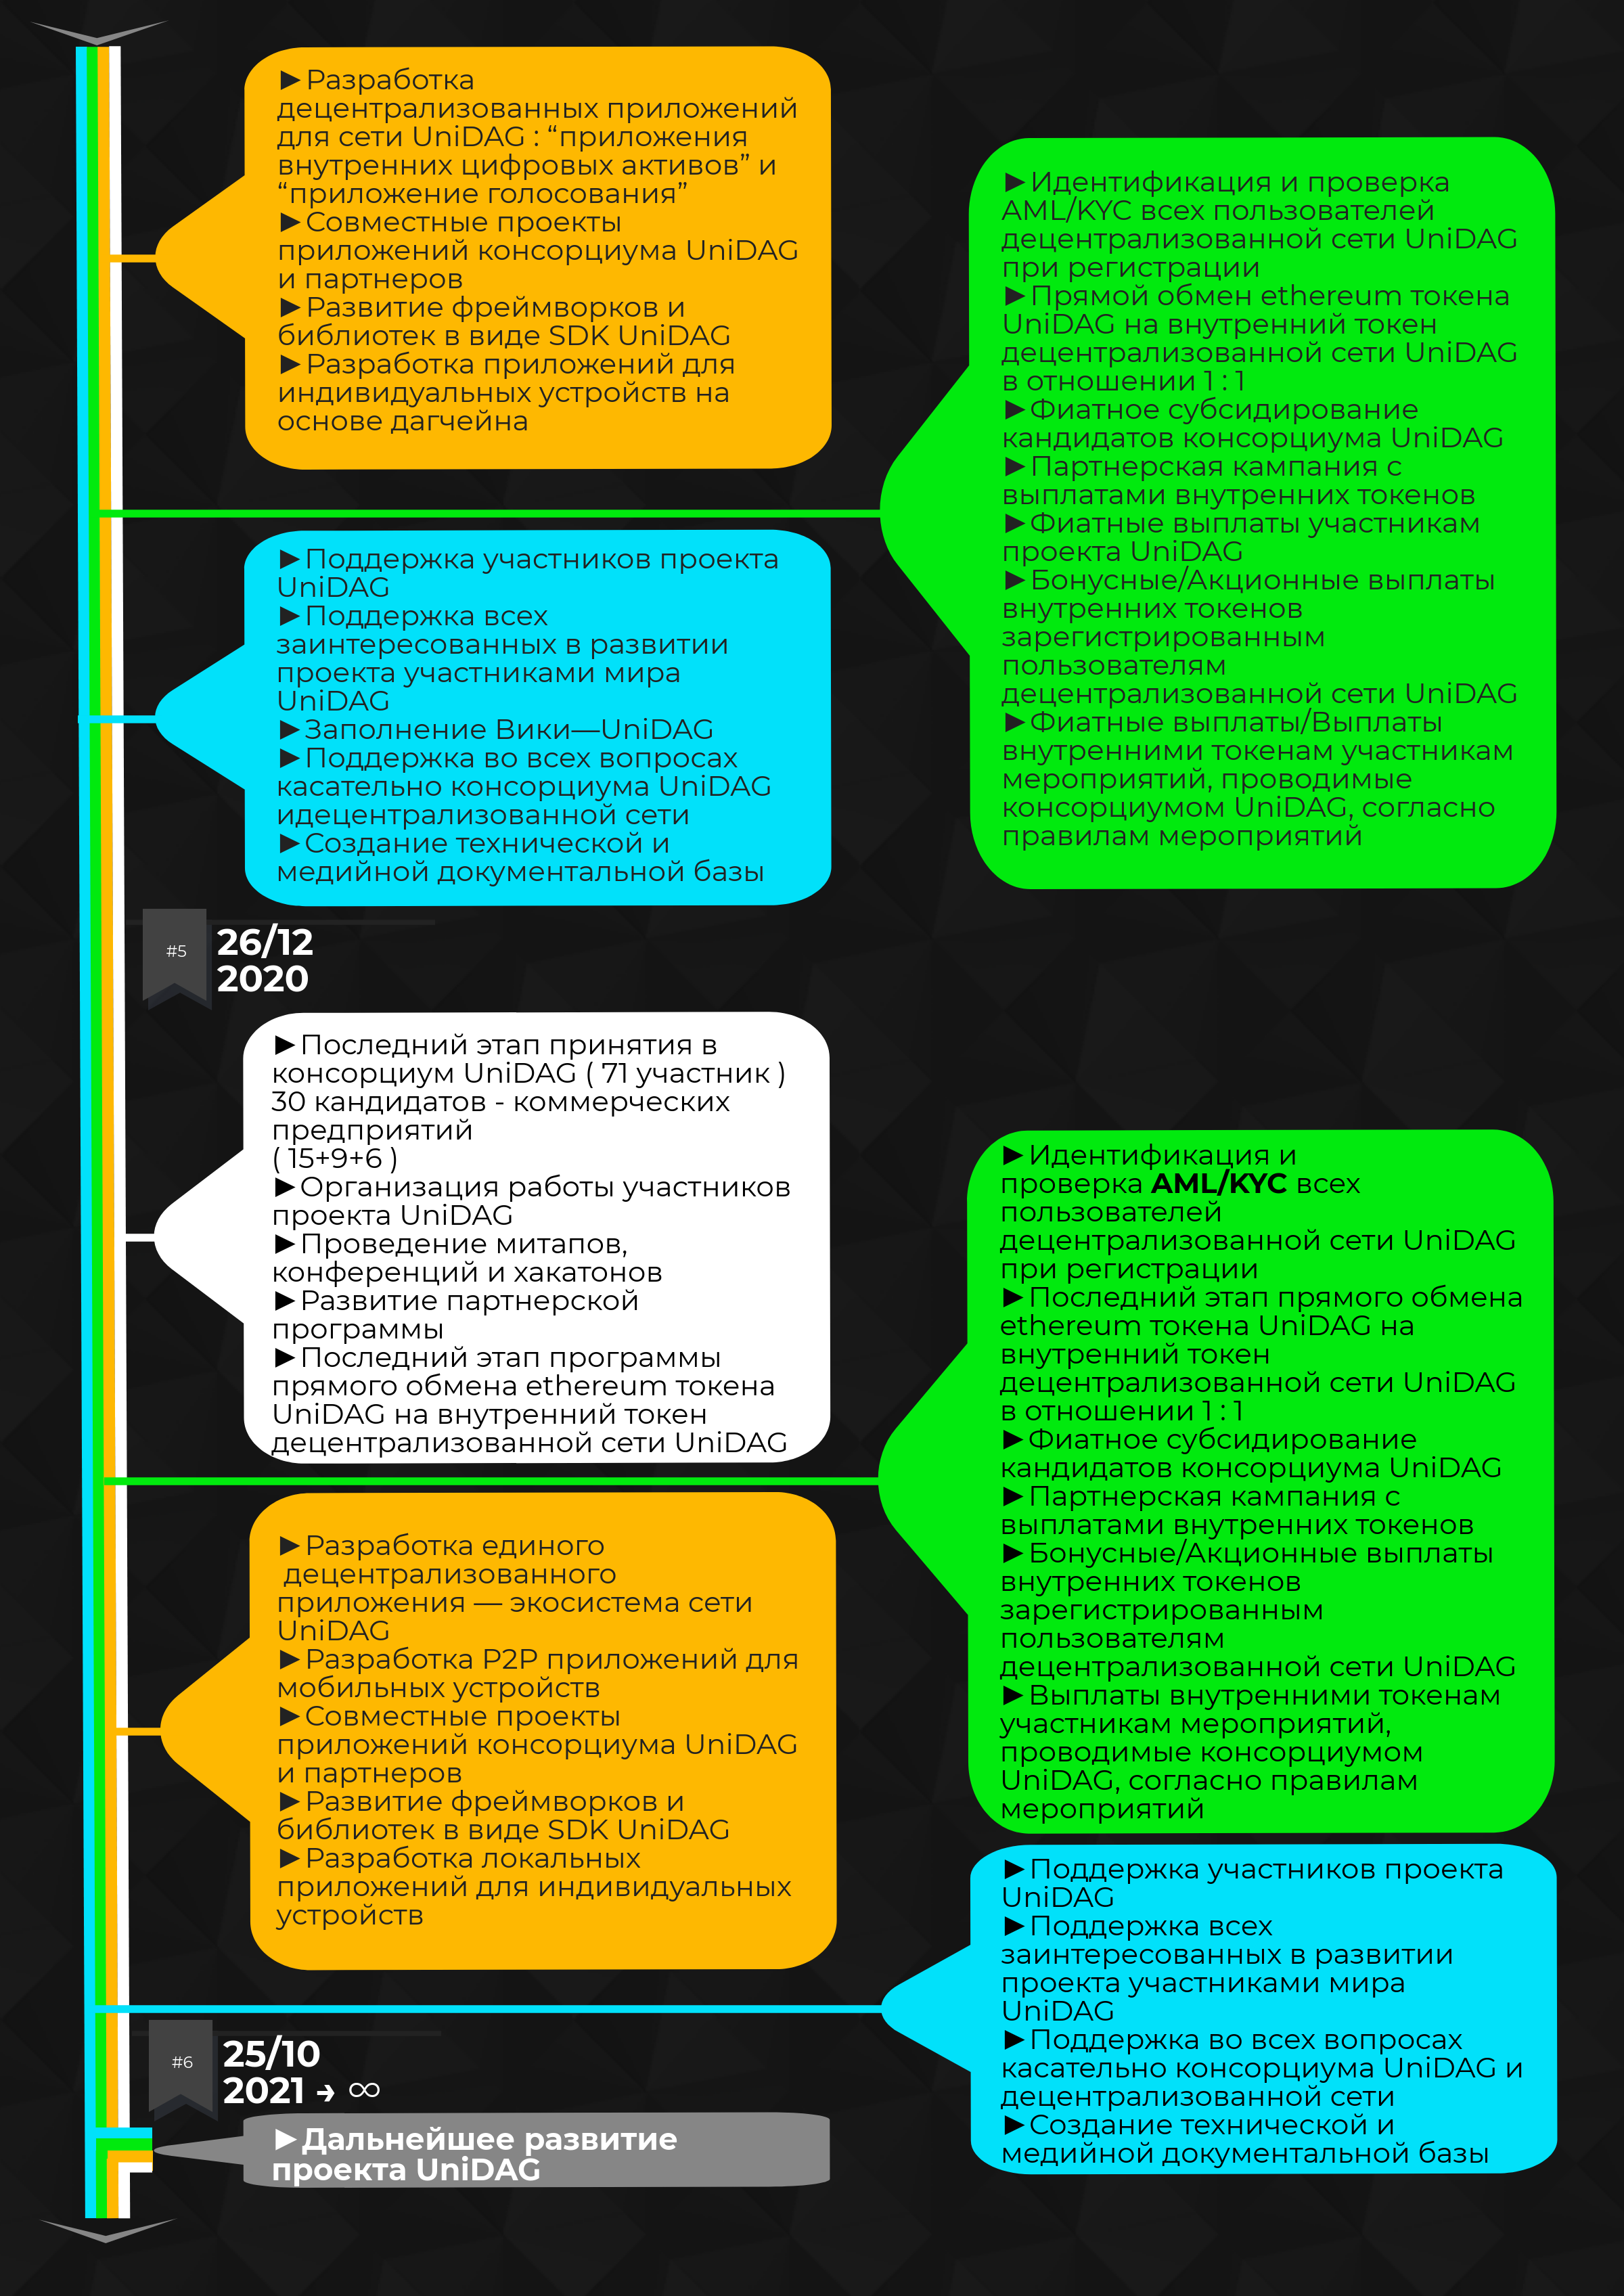 ►Разработка
децентрализованных приложений
для сети UniDAG : “приложения
внутренних цифровых активов” и
“приложение голосования”
►Совместные проекты
приложений консорциума UniDAG
и партнеров
►Развитие фреймворков и
библиотек в виде SDK UniDAG
►Разработка приложений для
индивидуальных устройств на
основе дагчейна
►Идентификация и проверка
AML/KYC всех пользователей
децентрализованной сети UniDAG
при регистрации
►Прямой обмен ethereum токена
UniDAG на внутренний токен
децентрализованной сети UniDAG
в отношении 1 : 1
►Фиатное субсидирование
кандидатов консорциума UniDAG
►Партнерская кампания с
выплатами внутренних токенов
►Фиатные выплаты участникам
проекта UniDAG
►Бонусные/Акционные выплаты
внутренних токенов
зарегистрированным
пользователям
децентрализованной сети UniDAG
►Фиатные выплаты/Выплаты
внутренними токенам участникам
мероприятий, проводимые
консорциумом UniDAG, согласно
правилам мероприятий
►Поддержка участников проекта
UniDAG
►Поддержка всех
заинтересованных в развитии
проекта участниками мира
UniDAG
►Заполнение Вики—UniDAG
►Поддержка во всех вопросах
касательно консорциума UniDAG
идецентрализованной сети
►Создание технической и
медийной документальной базы
#5
26/12
2020
►Последний этап принятия в
консорциум UniDAG ( 71 участник )
30 кандидатов - коммерческих
предприятий
( 15+9+6 )
►Организация работы участников
проекта UniDAG
►Проведение митапов,
конференций и хакатонов
►Развитие партнерской
программы
►Последний этап программы
прямого обмена ethereum токена
UniDAG на внутренний токен
децентрализованной сети UniDAG
►Идентификация и
проверка AML/KYC всех
пользователей
децентрализованной сети UniDAG
при регистрации
►Последний этап прямого обмена
ethereum токена UniDAG на
внутренний токен
децентрализованной сети UniDAG
в отношении 1 : 1
►Фиатное субсидирование
кандидатов консорциума UniDAG
►Партнерская кампания с
выплатами внутренних токенов
►Бонусные/Акционные выплаты
внутренних токенов
зарегистрированным
пользователям
децентрализованной сети UniDAG
►Выплаты внутренними токенам
участникам мероприятий,
проводимые консорциумом
UniDAG, согласно правилам
мероприятий
►Разработка единого
децентрализованного
приложения — экосистема сети
UniDAG
►Разработка P2P приложений для
мобильных устройств
►Совместные проекты
приложений консорциума UniDAG
и партнеров
►Развитие фреймворков и
библиотек в виде SDK UniDAG
►Разработка локальных
приложений для индивидуальных
устройств
►Поддержка участников проекта
UniDAG
►Поддержка всех
заинтересованных в развитии
проекта участниками мира
UniDAG
►Поддержка во всех вопросах
касательно консорциума UniDAG и
децентрализованной сети
►Создание технической и
медийной документальной базы
#6
25/10
2021 → ∞
►Дальнейшее развитие
проекта UniDAG